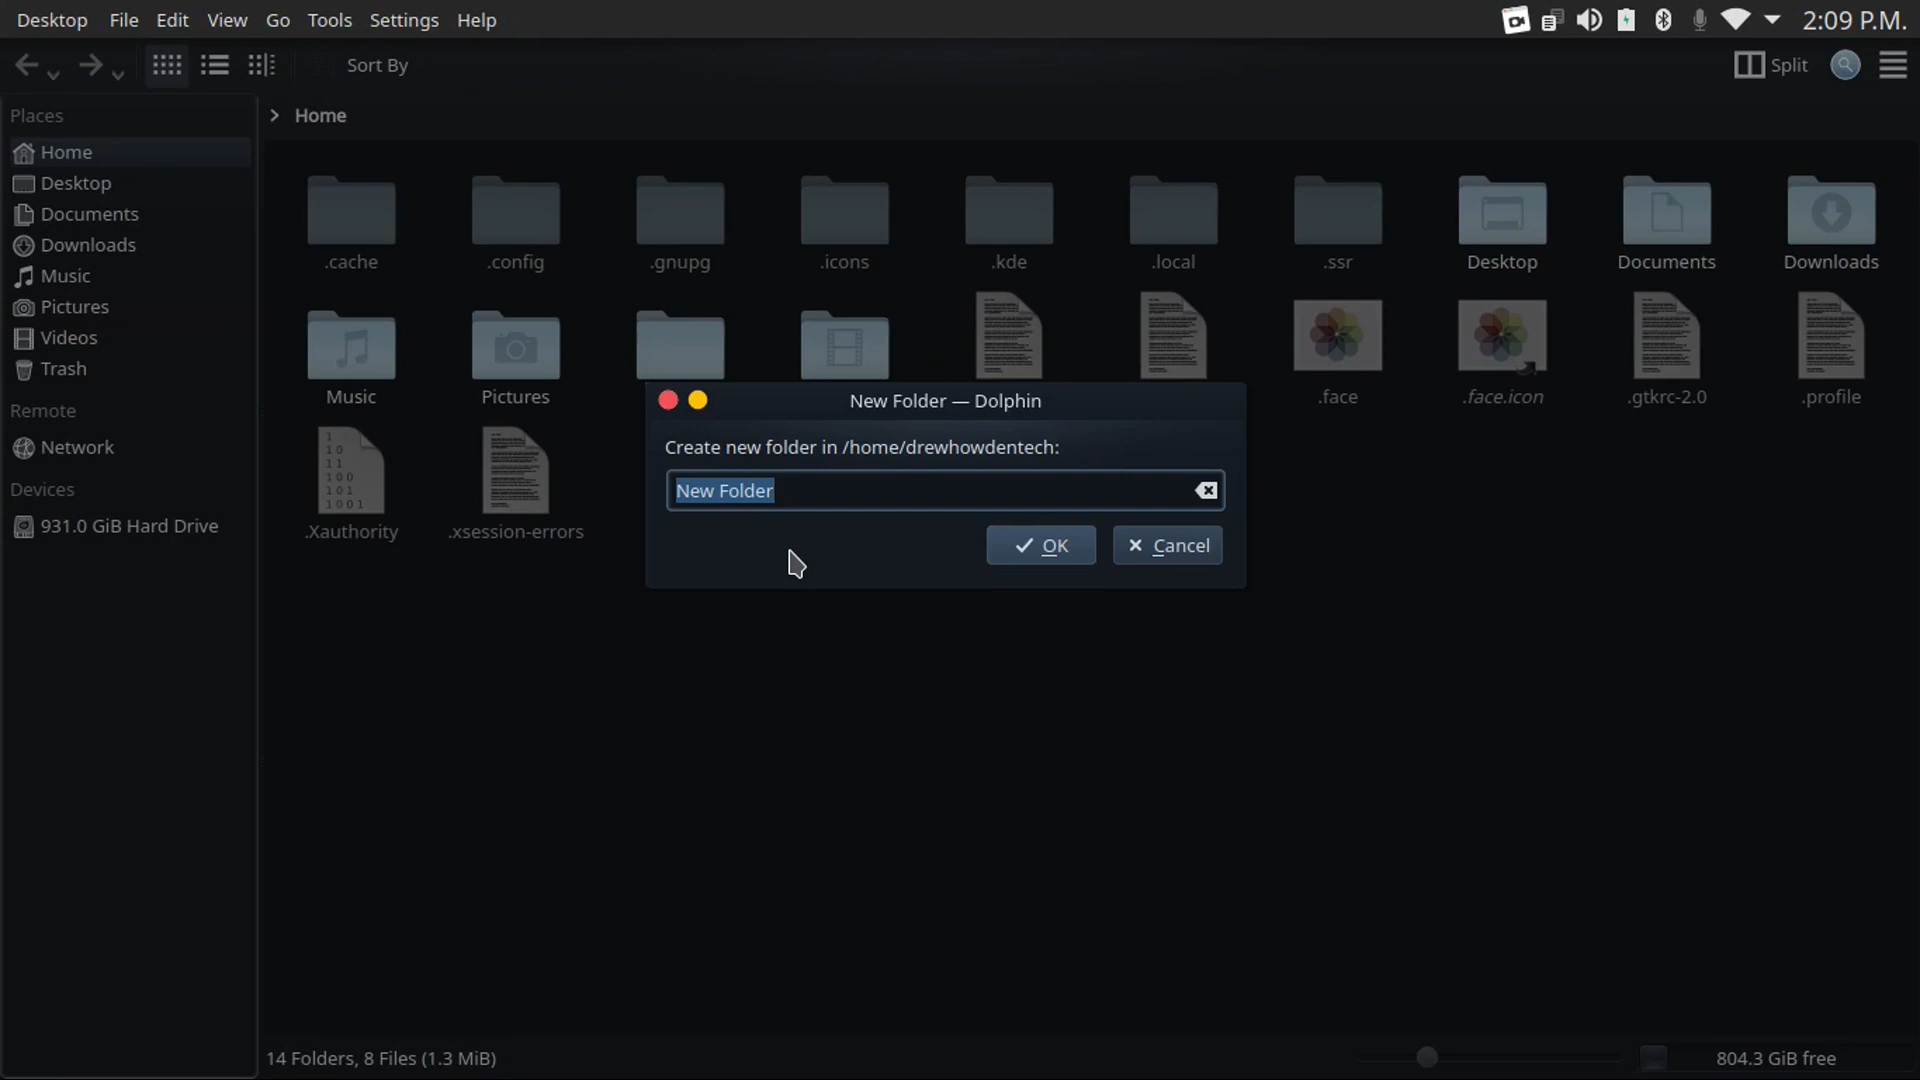 Desktop File Edit View Go Tools Settings Help 2:09 P.M.
Sort By Split
Places
> Home
Home
Desktop
Documents
Downloads
Music
Pictures
Videos
Trash
Remote
Network
Devices
931.0 GiB Hard Drive
.cache .config .gnupg .icons .kde .local .ssr Desktop Documents Downloads
Music Pictures .face .face.icon .gtkrc-2.0 .profile
.Xauthority .xsession-errors
New Folder — Dolphin
Create new folder in /home/drewhowdentech:
New Folder
OK Cancel
14 Folders, 8 Files (1.3 MiB) 804.3 GiB free